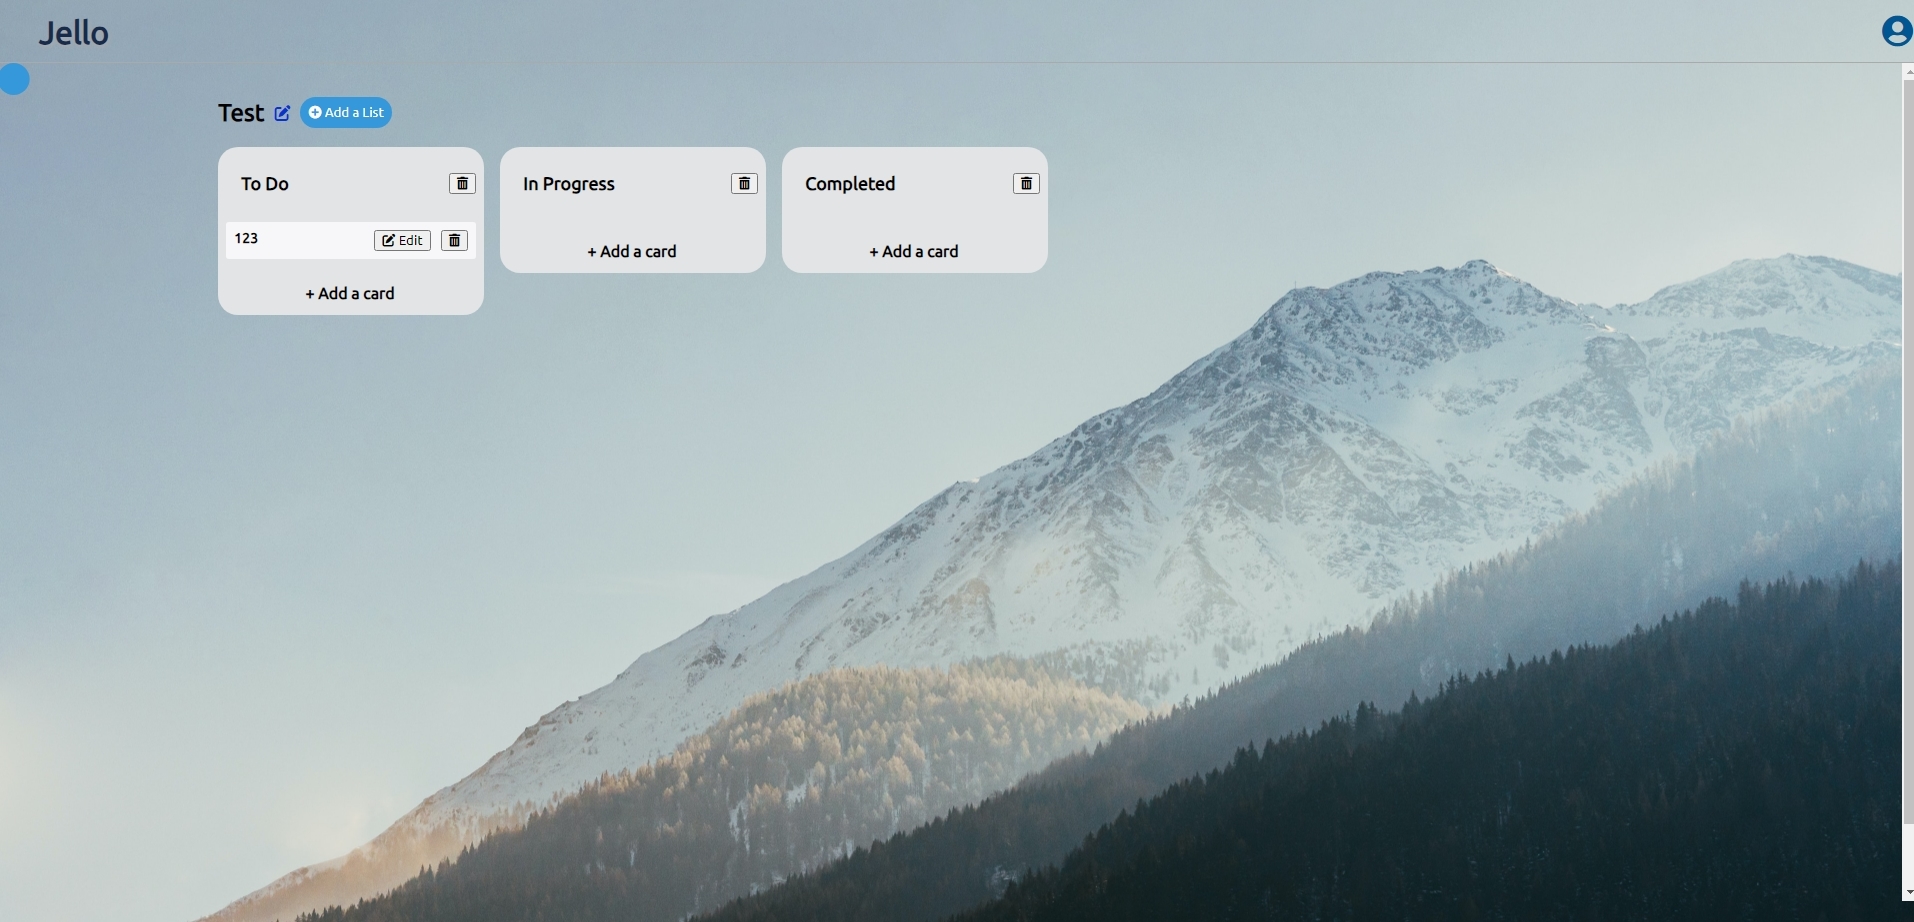 Jello
Test
Add a List
To Do
In Progress
Completed
123
Edit
+ Add a card
+ Add a card
+ Add a card